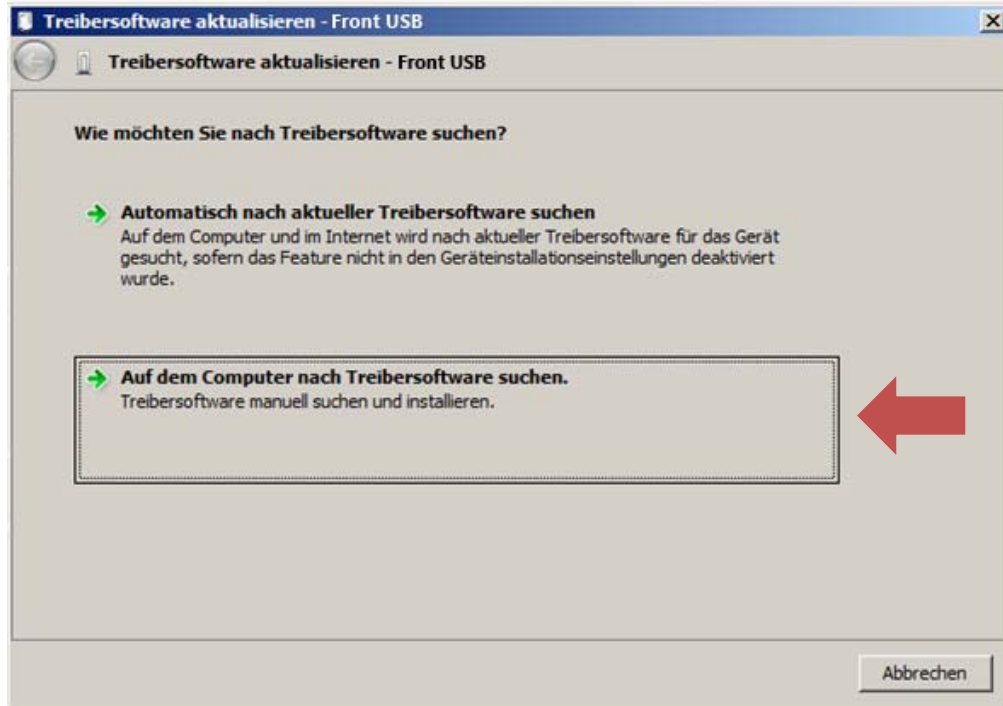 Treibersoftware aktualisieren - Front USB
Treibersoftware aktualisieren - Front USB
Wie möchten Sie nach Treibersoftware suchen?
Automatisch nach aktueller Treibersoftware suchen
Auf dem Computer und im Internet wird nach aktueller Treibersoftware für das Gerät
gesucht, sofern das Feature nicht in den Geräteinstallationseinstellungen deaktiviert
wurde.
Auf dem Computer nach Treibersoftware suchen.
Treibersoftware manuell suchen und installieren.
Abbrechen